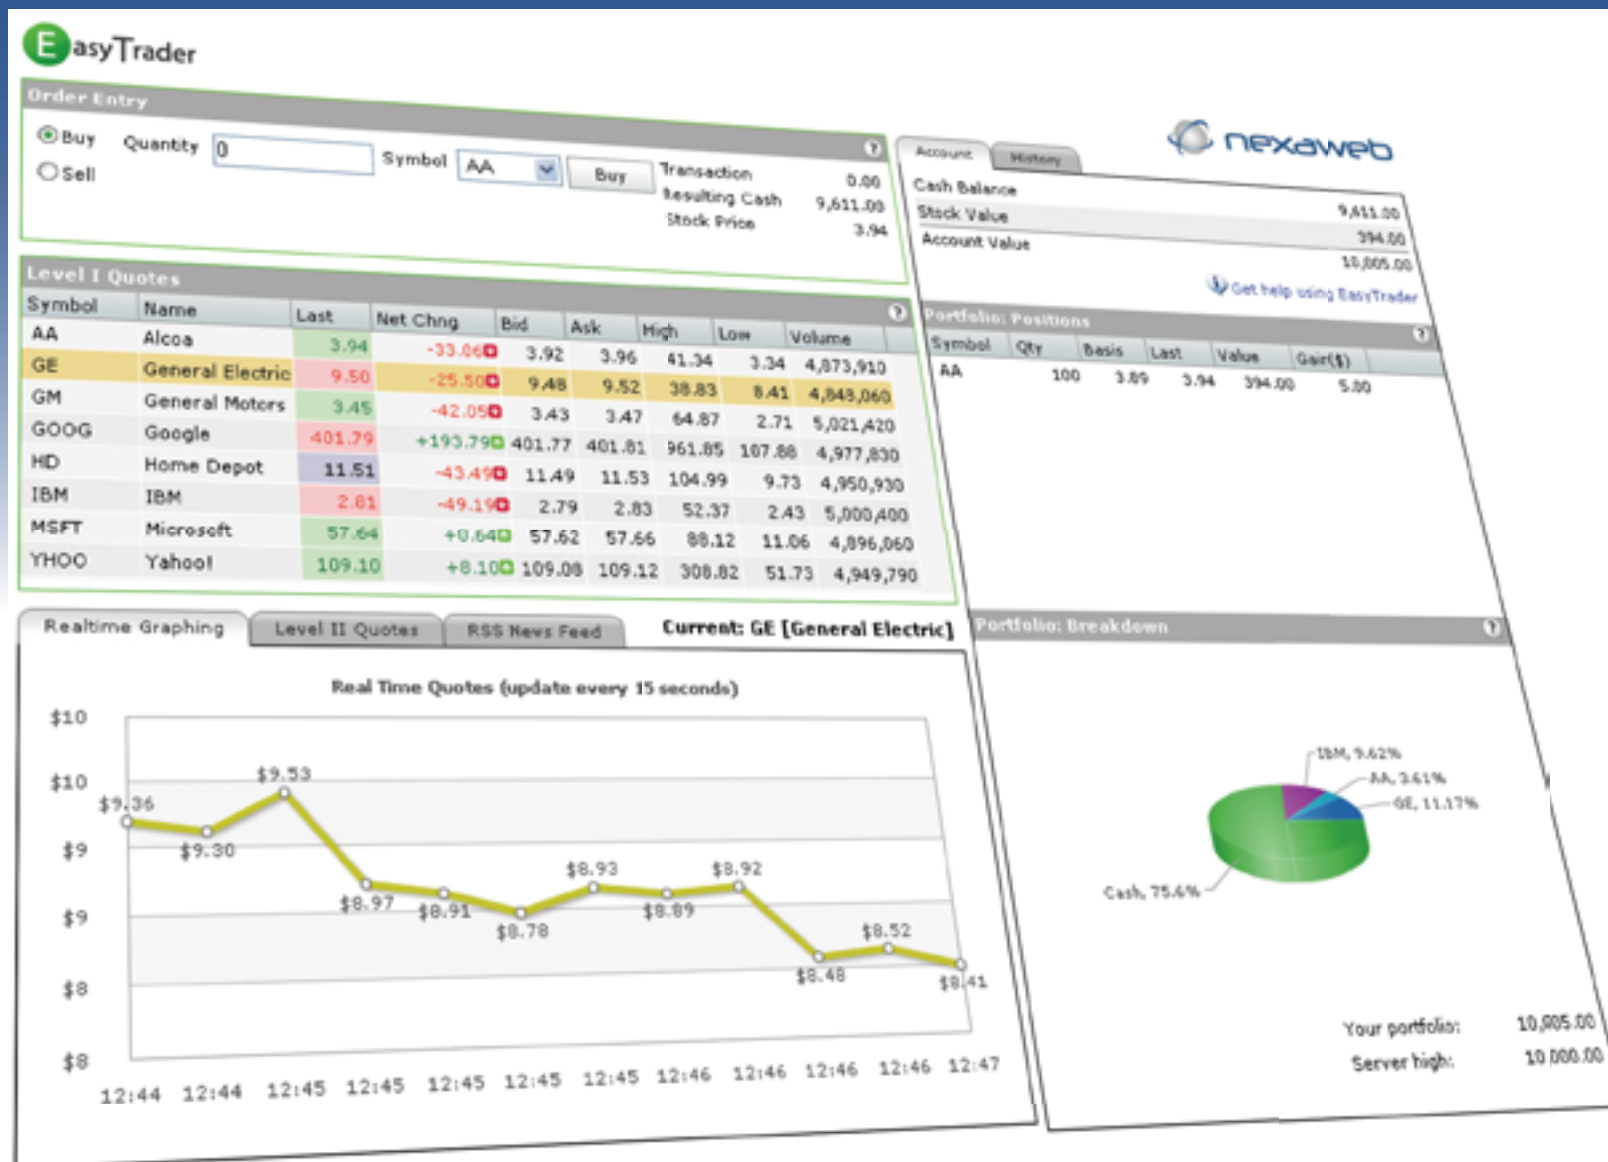 EasyTrader
nexaweb
Order Entry
Buy Quantity 0 Symbol AA Buy
Sell
Transaction 0.00
Resulting Cash 9,611.00
Stock Price 3.94
Account History
Cash Balance 9,611.00
Stock Value 394.00
Account Value 10,005.00
Get help using EasyTrader
Level I Quotes
Symbol Name Last Net Chng Bid Ask High Low Volume
AA Alcoa 3.94 -33.06 3.92 3.96 41.34 3.34 4,873,910
GE General Electric 9.50 -25.50 9.48 9.52 38.83 8.41 4,843,060
GM General Motors 3.45 -42.05 3.43 3.47 64.87 2.71 5,021,420
GOOG Google 401.79 +193.79 401.77 401.81 961.85 107.88 4,977,830
HD Home Depot 11.51 -43.49 11.49 11.53 104.99 9.73 4,950,930
IBM IBM 2.81 -49.19 2.79 2.83 52.37 2.43 5,000,400
MSFT Microsoft 57.64 +0.64 57.62 57.66 88.12 11.06 4,896,060
YHOO Yahoo! 109.10 +8.10 109.08 109.12 308.82 51.73 4,949,790
Portfolio: Positions
Symbol Qty Basis Last Value Gain($)
AA 100 3.89 3.94 394.00 5.00
Realtime Graphing Level II Quotes RSS News Feed Current: GE [General Electric]
Real Time Quotes (update every 15 seconds)
$10
$10
$9
$9
$8
$8
$9.36
$9.30
$9.53
$8.97
$8.91
$8.78
$8.93
$8.89
$8.92
$8.48
$8.52
$8.41
12:44 12:44 12:45 12:45 12:45 12:45 12:45 12:46 12:46 12:46 12:46 12:47
Portfolio: Breakdown
IBM, 9.62%
AA, 3.61%
GE, 11.17%
Cash, 75.6%
Your portfolio: 10,005.00
Server high: 10,000.00